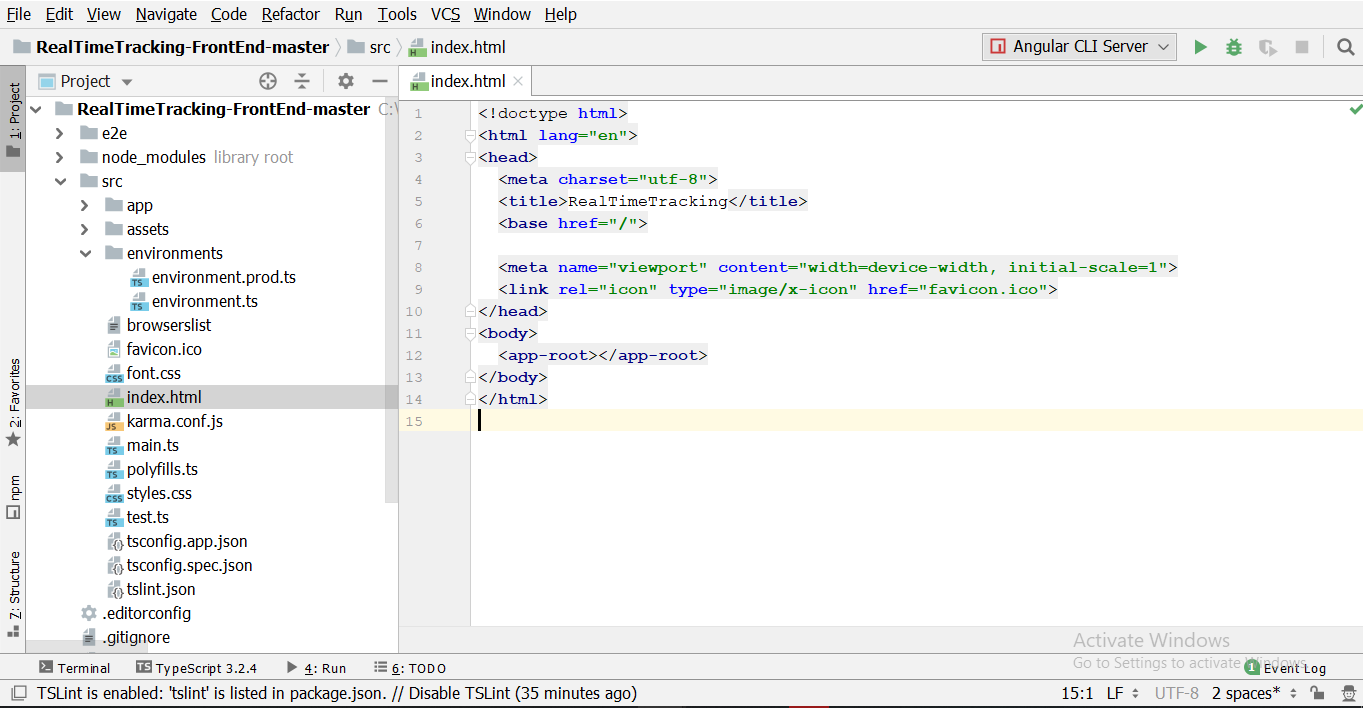 File Edit View Navigate Code Refactor Run Tools VCS Window Help
RealTimeTracking-FrontEnd-master src index.html Angular CLI Server
Project
index.html
1: Project
2: Favorites
npm
Z: Structure
RealTimeTracking-FrontEnd-master C:\
e2e
node_modules library root
src
app
assets
environments
environment.prod.ts
environment.ts
browserslist
favicon.ico
font.css
index.html
karma.conf.js
main.ts
polyfills.ts
styles.css
test.ts
tsconfig.app.json
tsconfig.spec.json
tslint.json
.editorconfig
.gitignore
1 <!doctype html>
2 <html lang="en">
3 <head>
4 <meta charset="utf-8">
5 <title>RealTimeTracking</title>
6 <base href="/">
7
8 <meta name="viewport" content="width=device-width, initial-scale=1">
9 <link rel="icon" type="image/x-icon" href="favicon.ico">
10 </head>
11 <body>
12 <app-root></app-root>
13 </body>
14 </html>
15
Activate Windows
Go to Settings to activate Windows.
Terminal TypeScript 3.2.4 4: Run 6: TODO 1 Event Log
TSLint is enabled: 'tslint' is listed in package.json. // Disable TSLint (35 minutes ago) 15:1 LF UTF-8 2 spaces*